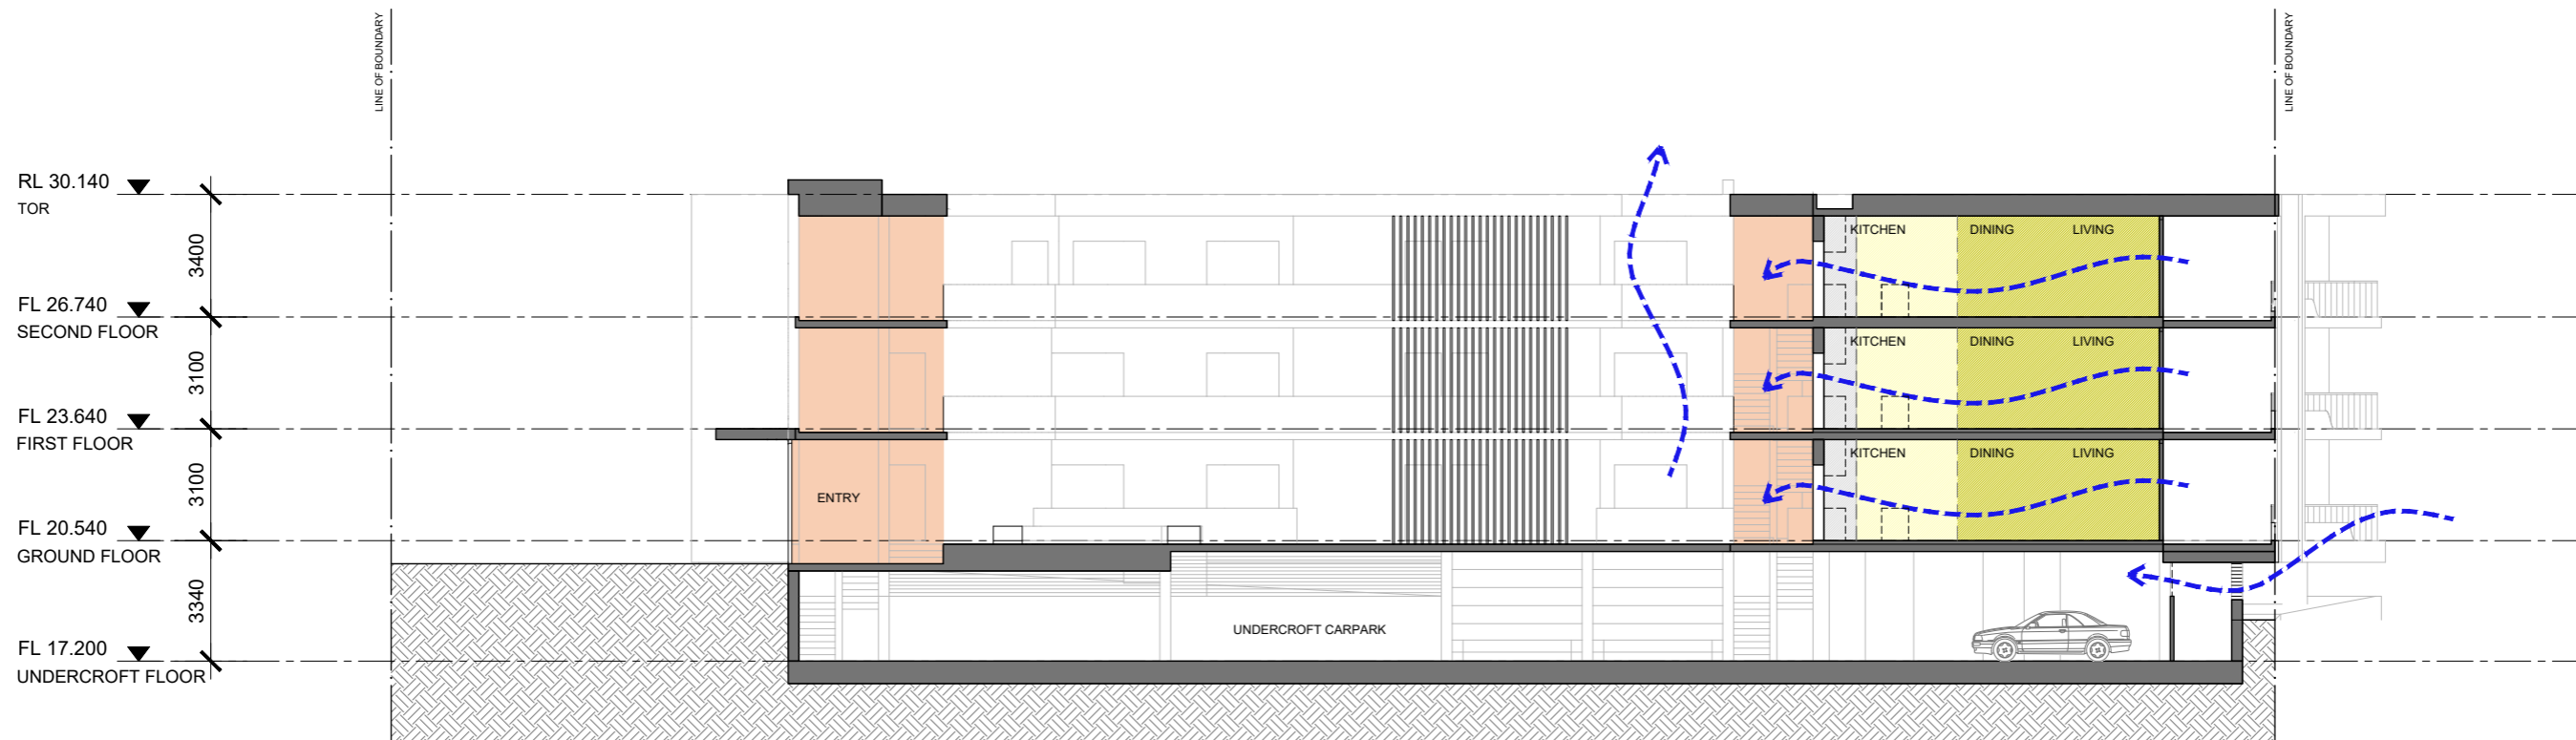 LINE OF BOUNDARY
LINE OF BOUNDARY
RL 30.140
TOR
3400
KITCHEN DINING LIVING
FL 26.740
SECOND FLOOR
3100
KITCHEN DINING LIVING
FL 23.640
FIRST FLOOR
3100
KITCHEN DINING LIVING
ENTRY
FL 20.540
GROUND FLOOR
3340
UNDERCROFT CARPARK
FL 17.200
UNDERCROFT FLOOR